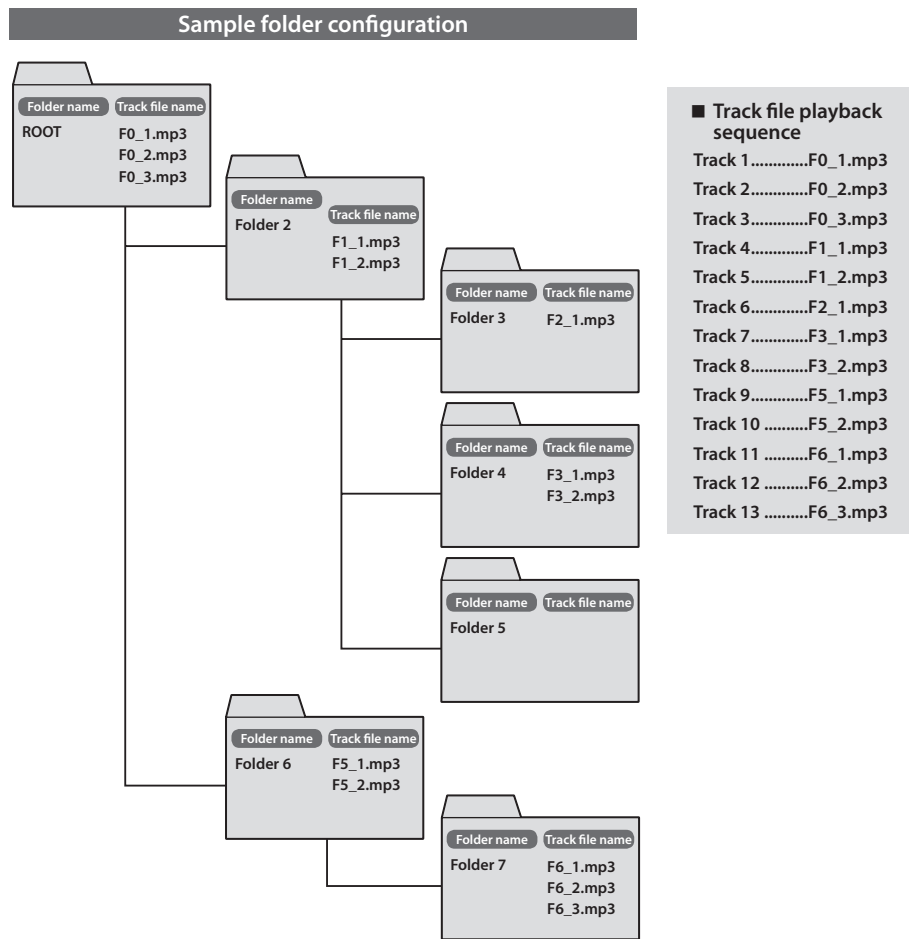 Sample folder configuration
Folder name Track file name
ROOT F0_1.mp3
F0_2.mp3
F0_3.mp3
Folder name
Track file name
Folder 2
F1_1.mp3
F1_2.mp3
Folder name Track file name
Folder 3 F2_1.mp3
Folder name Track file name
Folder 4 F3_1.mp3
F3_2.mp3
Folder name Track file name
Folder 5
Folder name Track file name
Folder 6 F5_1.mp3
F5_2.mp3
Folder name Track file name
Folder 7 F6_1.mp3
F6_2.mp3
F6_3.mp3
■ Track file playback
sequence
Track 1.............F0_1.mp3
Track 2.............F0_2.mp3
Track 3.............F0_3.mp3
Track 4.............F1_1.mp3
Track 5.............F1_2.mp3
Track 6.............F2_1.mp3
Track 7.............F3_1.mp3
Track 8.............F3_2.mp3
Track 9.............F5_1.mp3
Track 10 ..........F5_2.mp3
Track 11 ..........F6_1.mp3
Track 12 ..........F6_2.mp3
Track 13 ..........F6_3.mp3